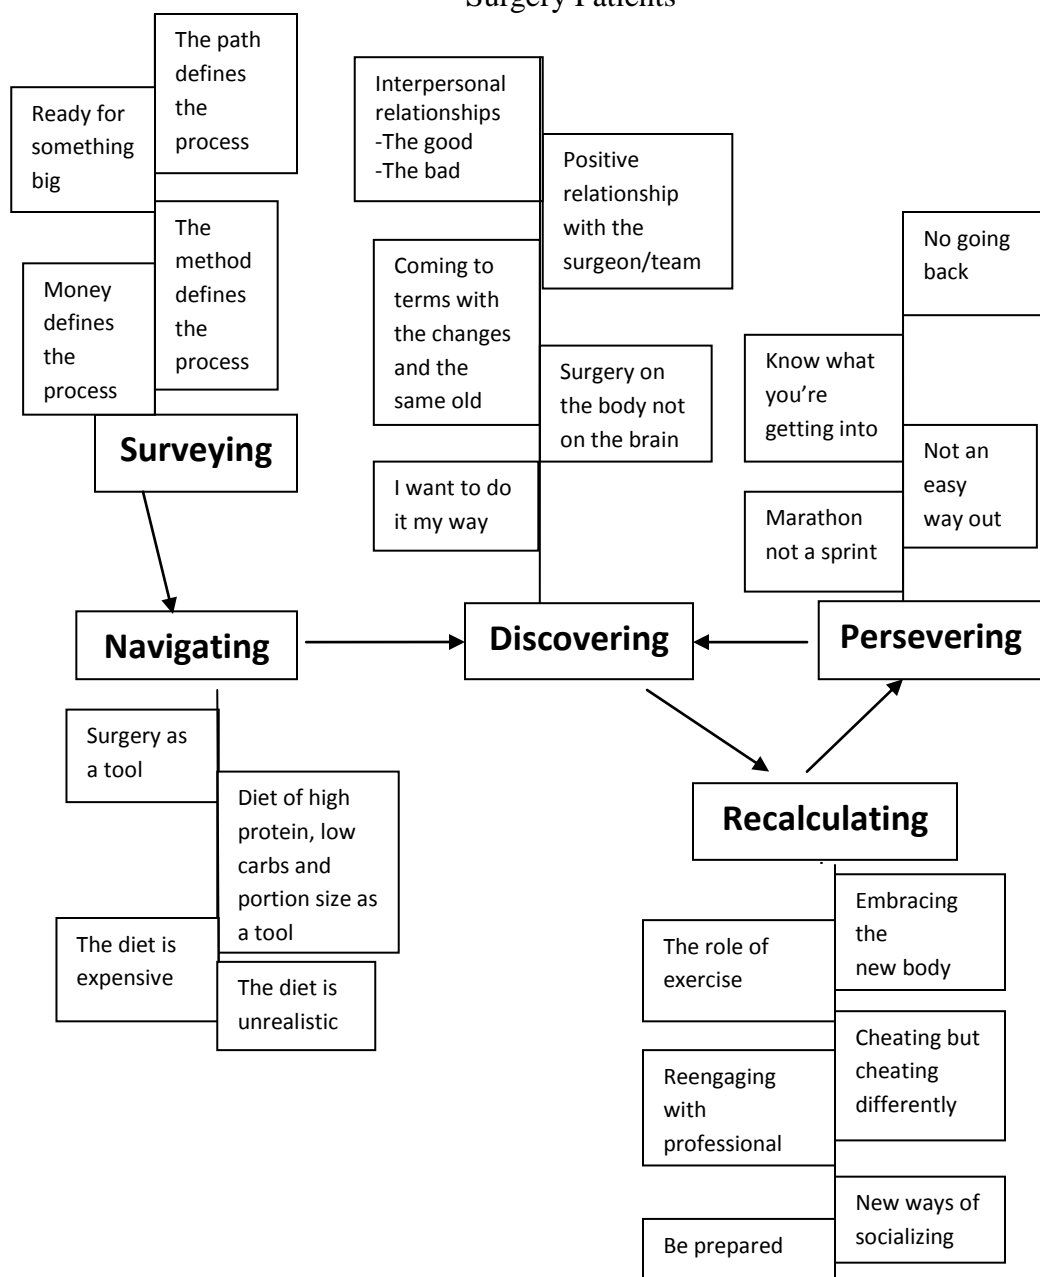 Surgery Patients
The path
defines
the
process
Ready for
something
big
The
method
defines
the
process
Money
defines
the
process
Surveying
Interpersonal
relationships
-The good
-The bad
Positive
relationship
with the
surgeon/team
Coming to
terms with
the changes
and the
same old
Surgery on
the body not
on the brain
I want to do
it my way
No going
back
Know what
you're
getting into
Not an
easy
way out
Marathon
not a sprint
Navigating
Discovering
Persevering
Surgery as
a tool
Diet of high
protein, low
carbs and
portion size as
a tool
The diet is
expensive
The diet is
unrealistic
Recalculating
Embracing
the
new body
The role of
exercise
Cheating but
cheating
differently
Reengaging
with
professional
New ways of
socializing
Be prepared